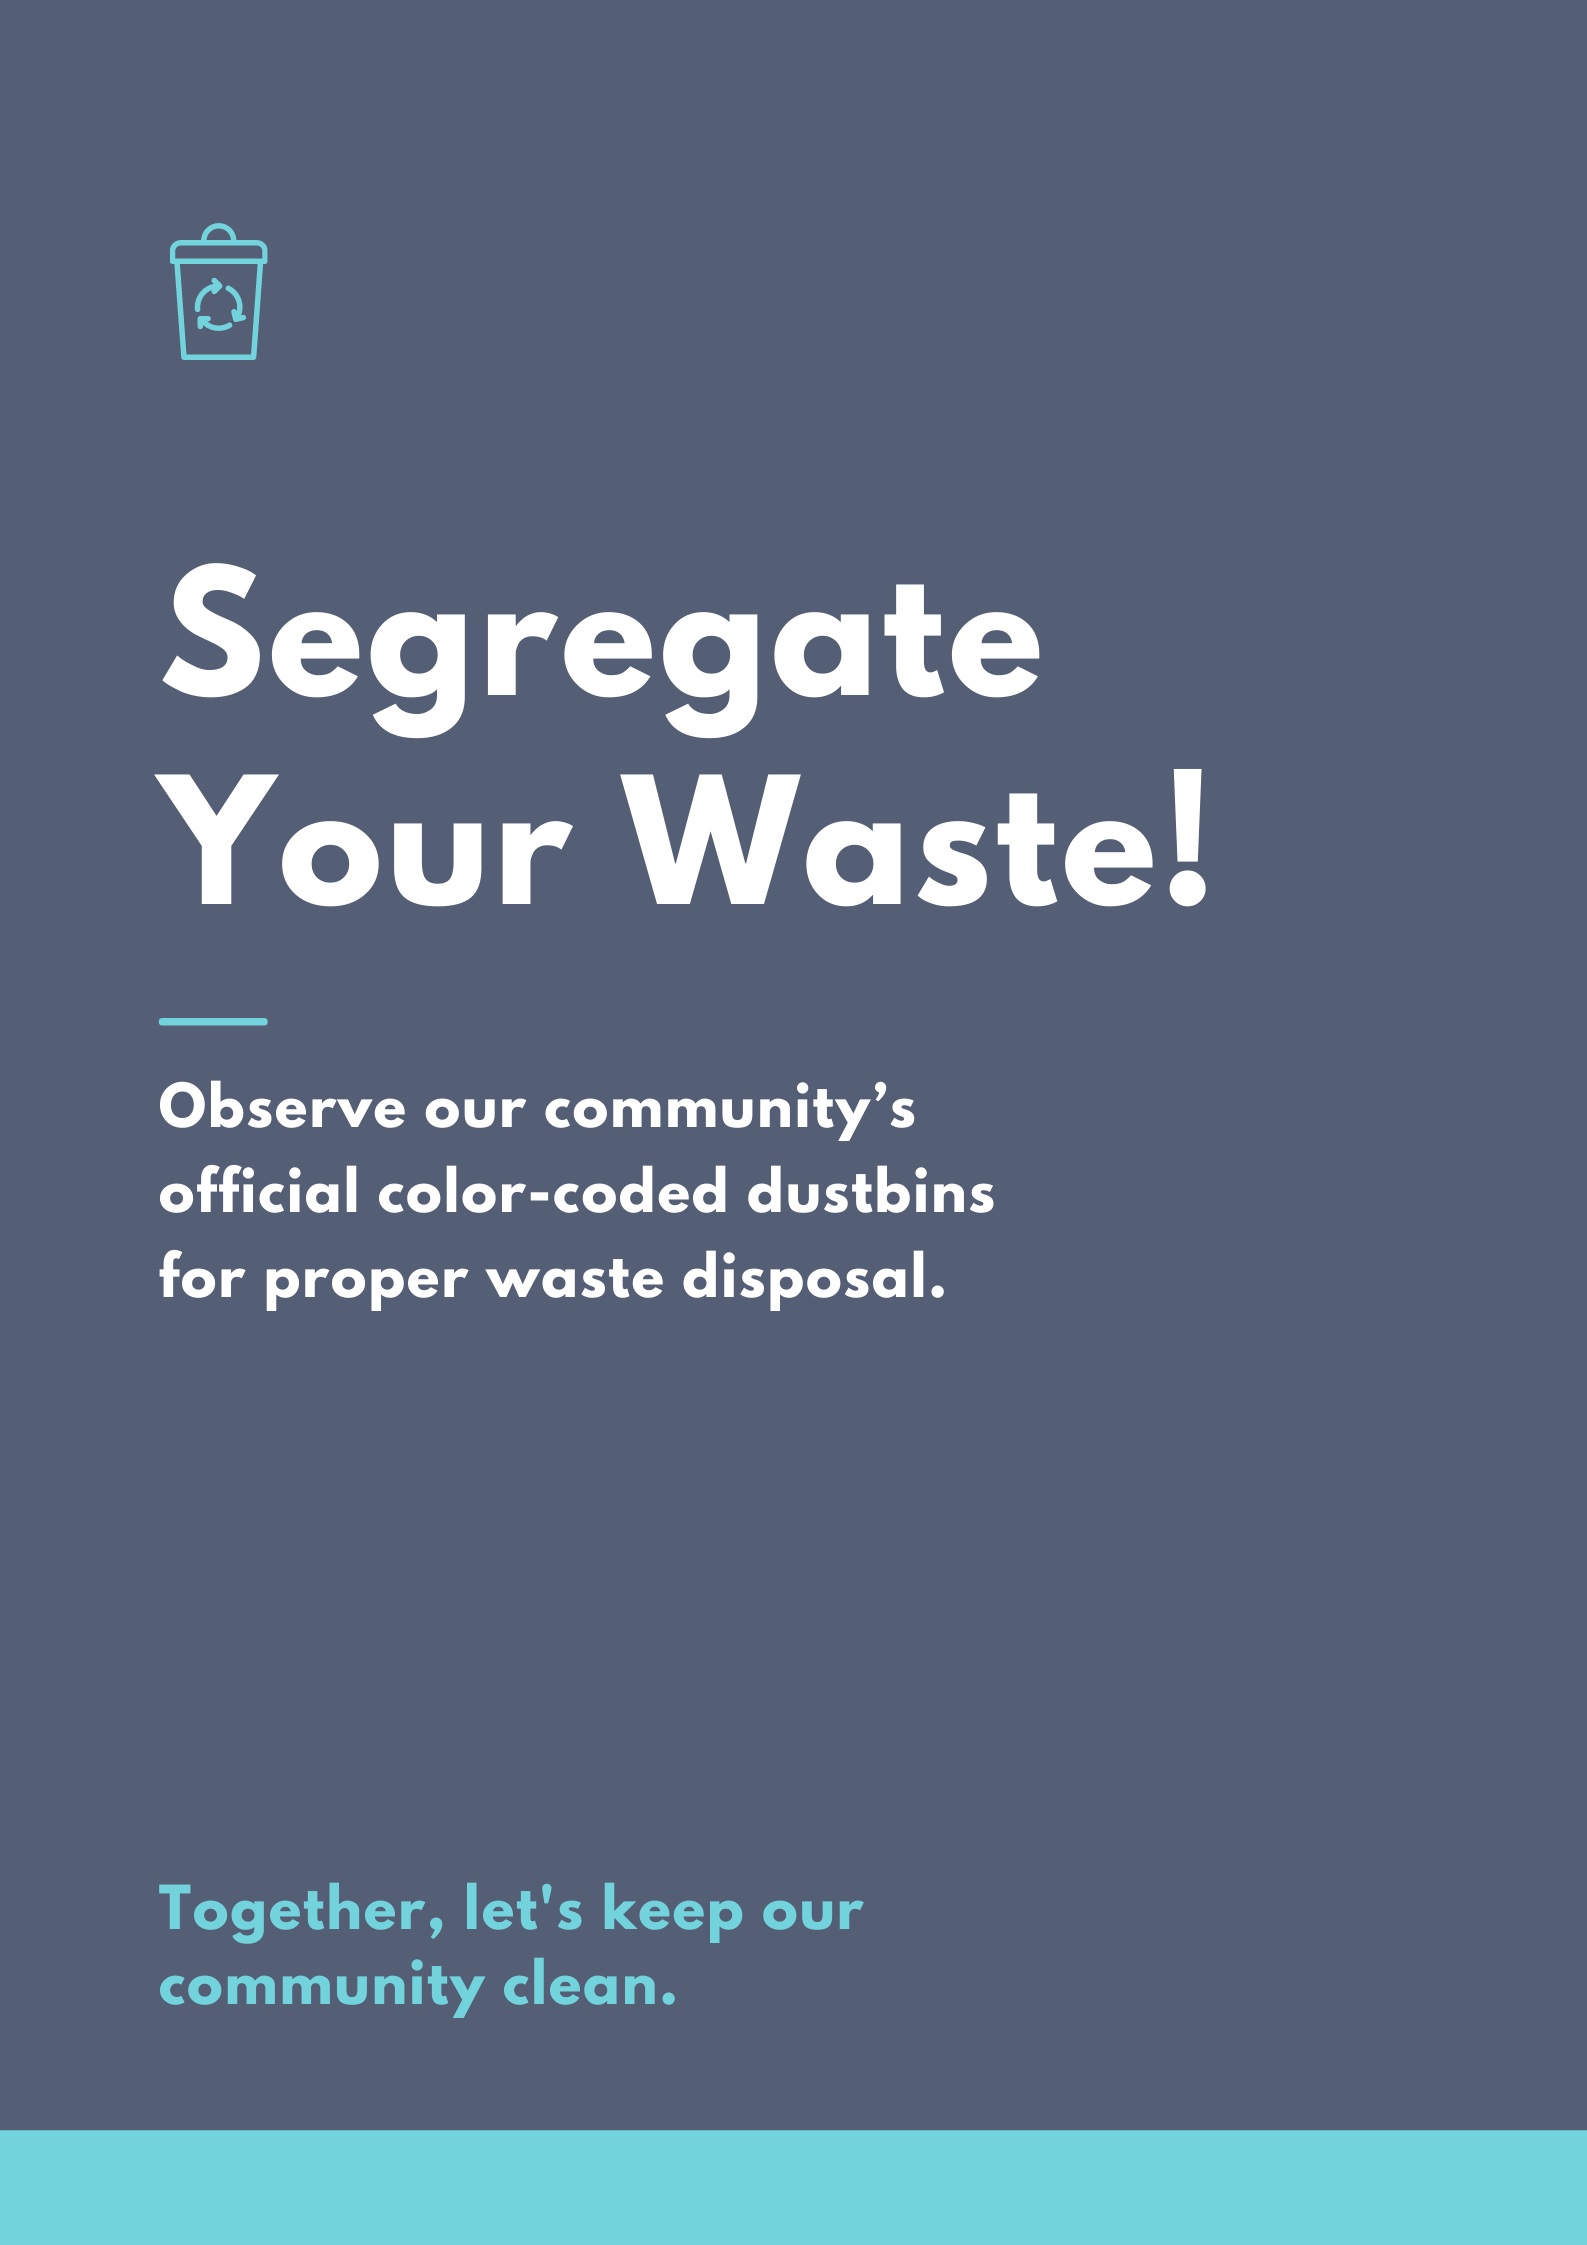 Segregate
Your Waste!
Observe our community’s
official color-coded dustbins
for proper waste disposal.
Together, let's keep our
community clean.